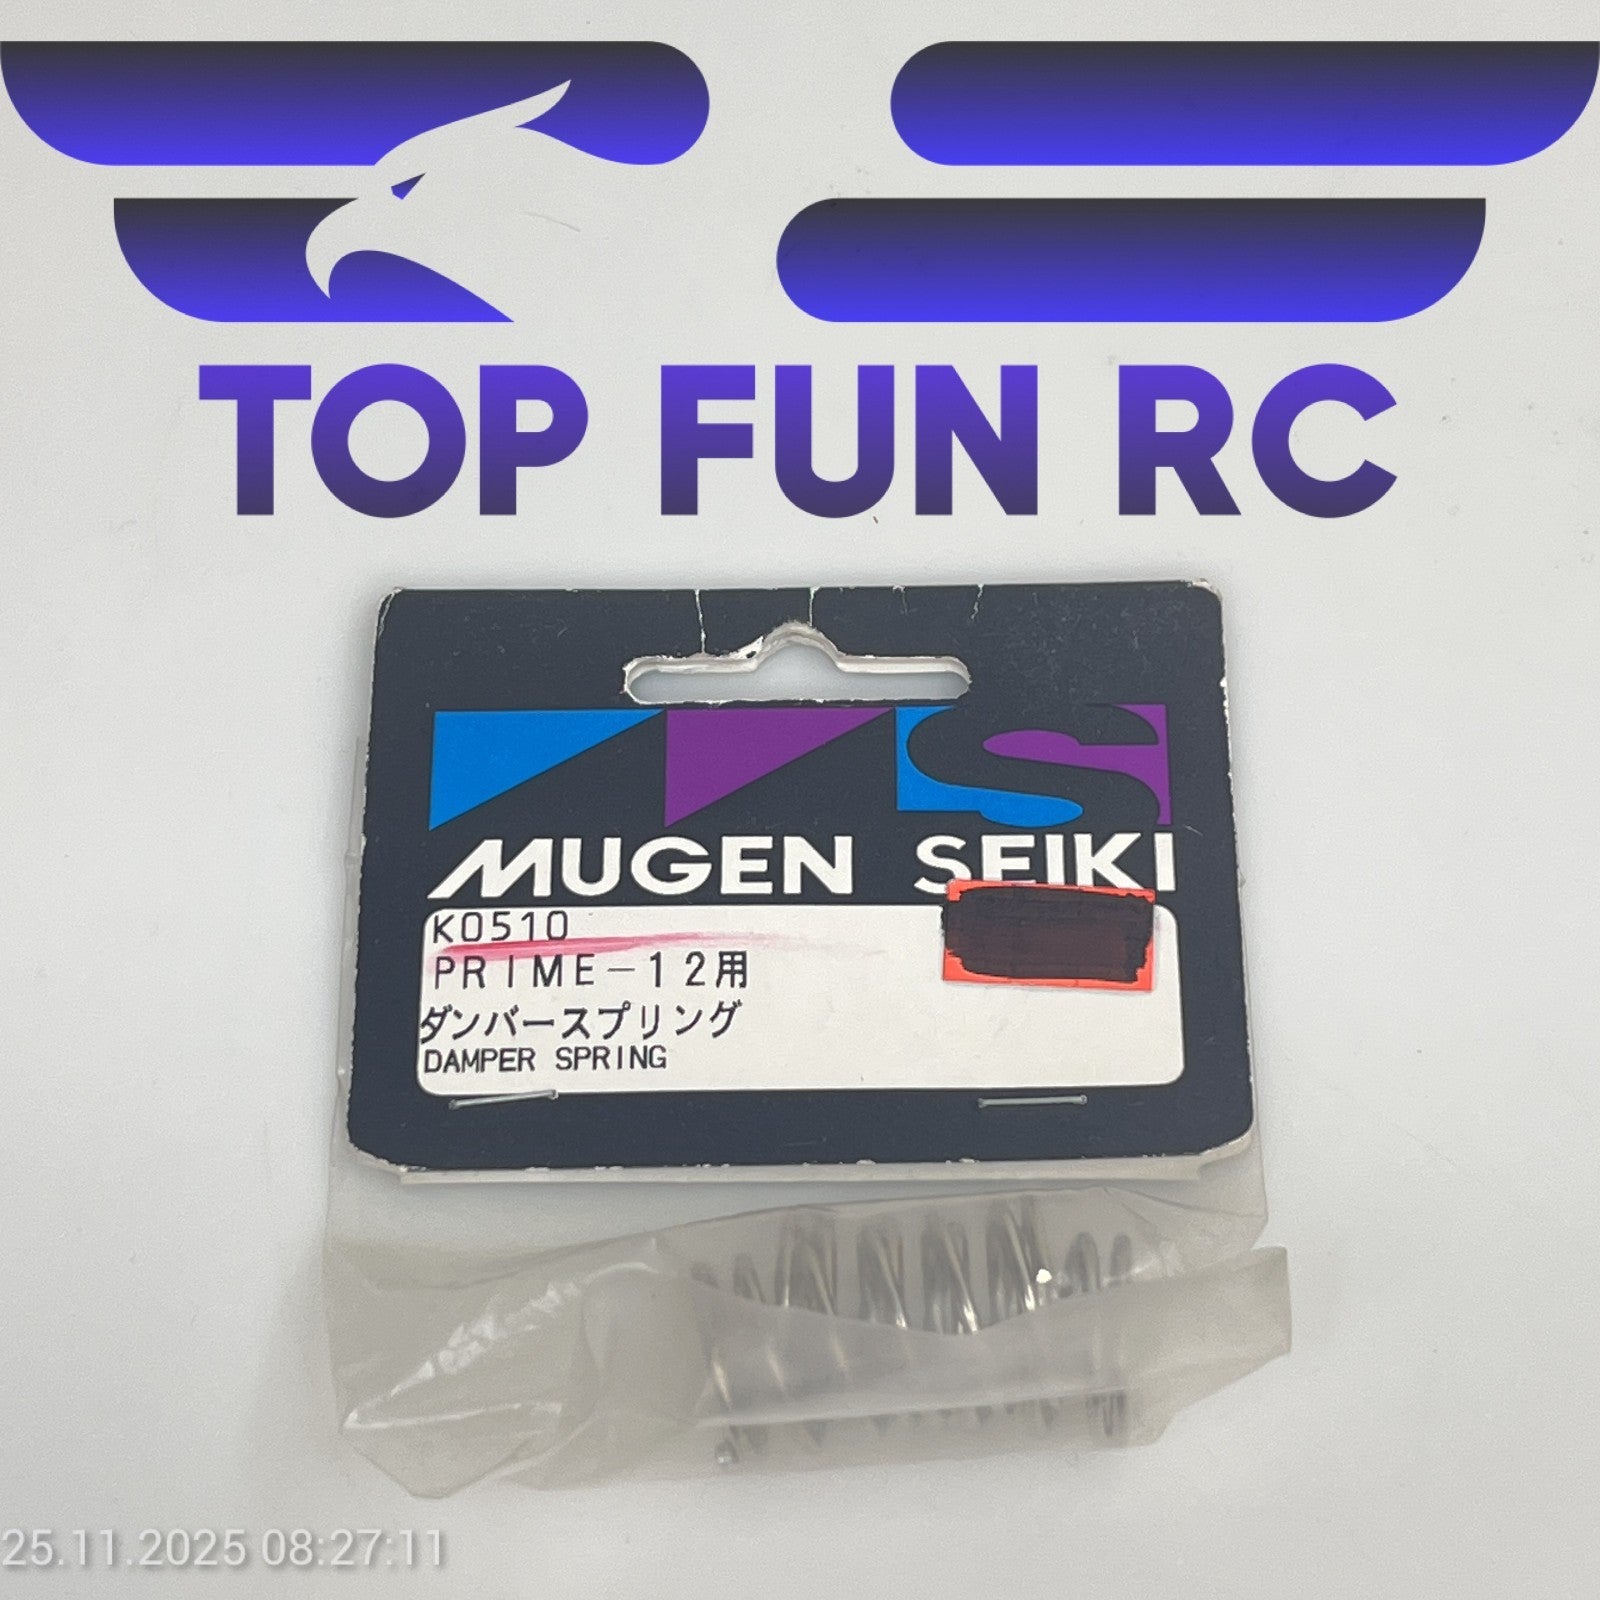 TOP FUN RC
MUGEN SEIKI
K0510
PRIME-12用
ダンパースプリング
DAMPER SPRING
25.11.2025 08:27:11